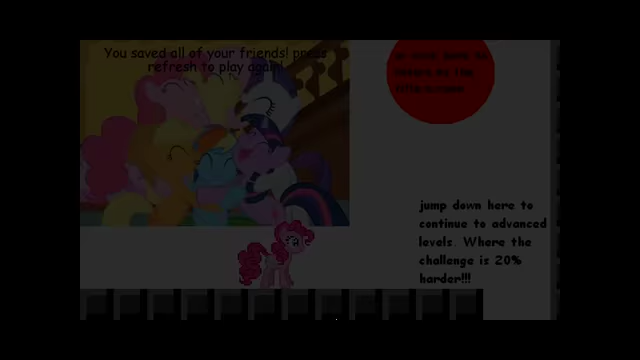 You saved all of your friends! press
refresh to play again!
jump down here to
continue to advanced
levels. Where the
challenge is 20%
harder!!!